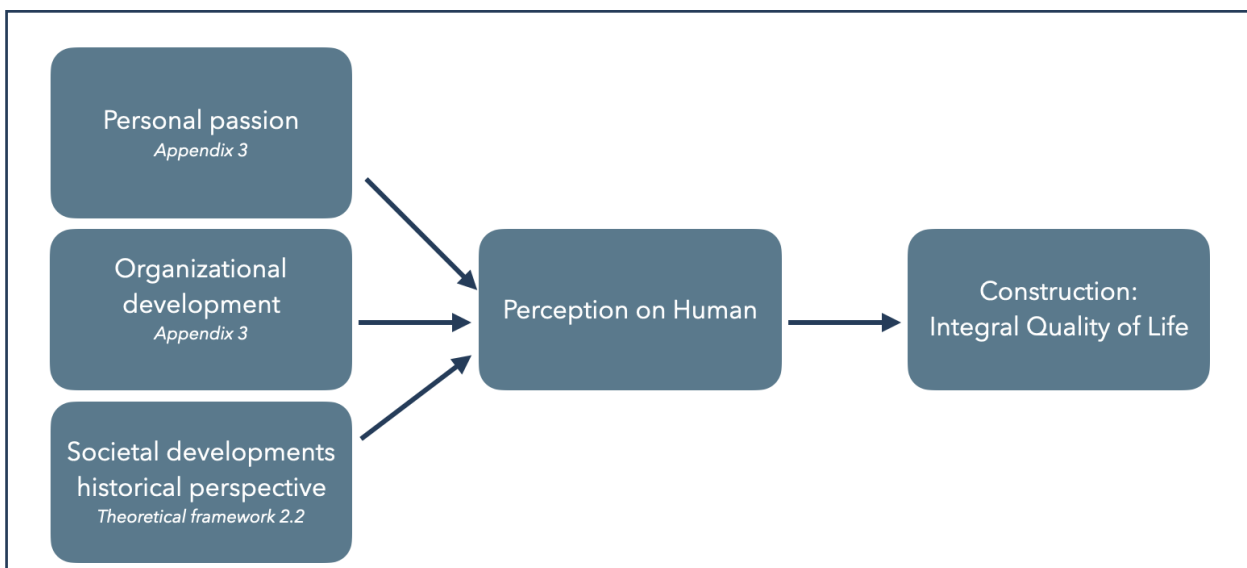 Personal passion
Appendix 3
Organizational
development
Appendix 3
Societal developments
historical perspective
Theoretical framework 2.2
Perception on Human
Construction:
Integral Quality of Life